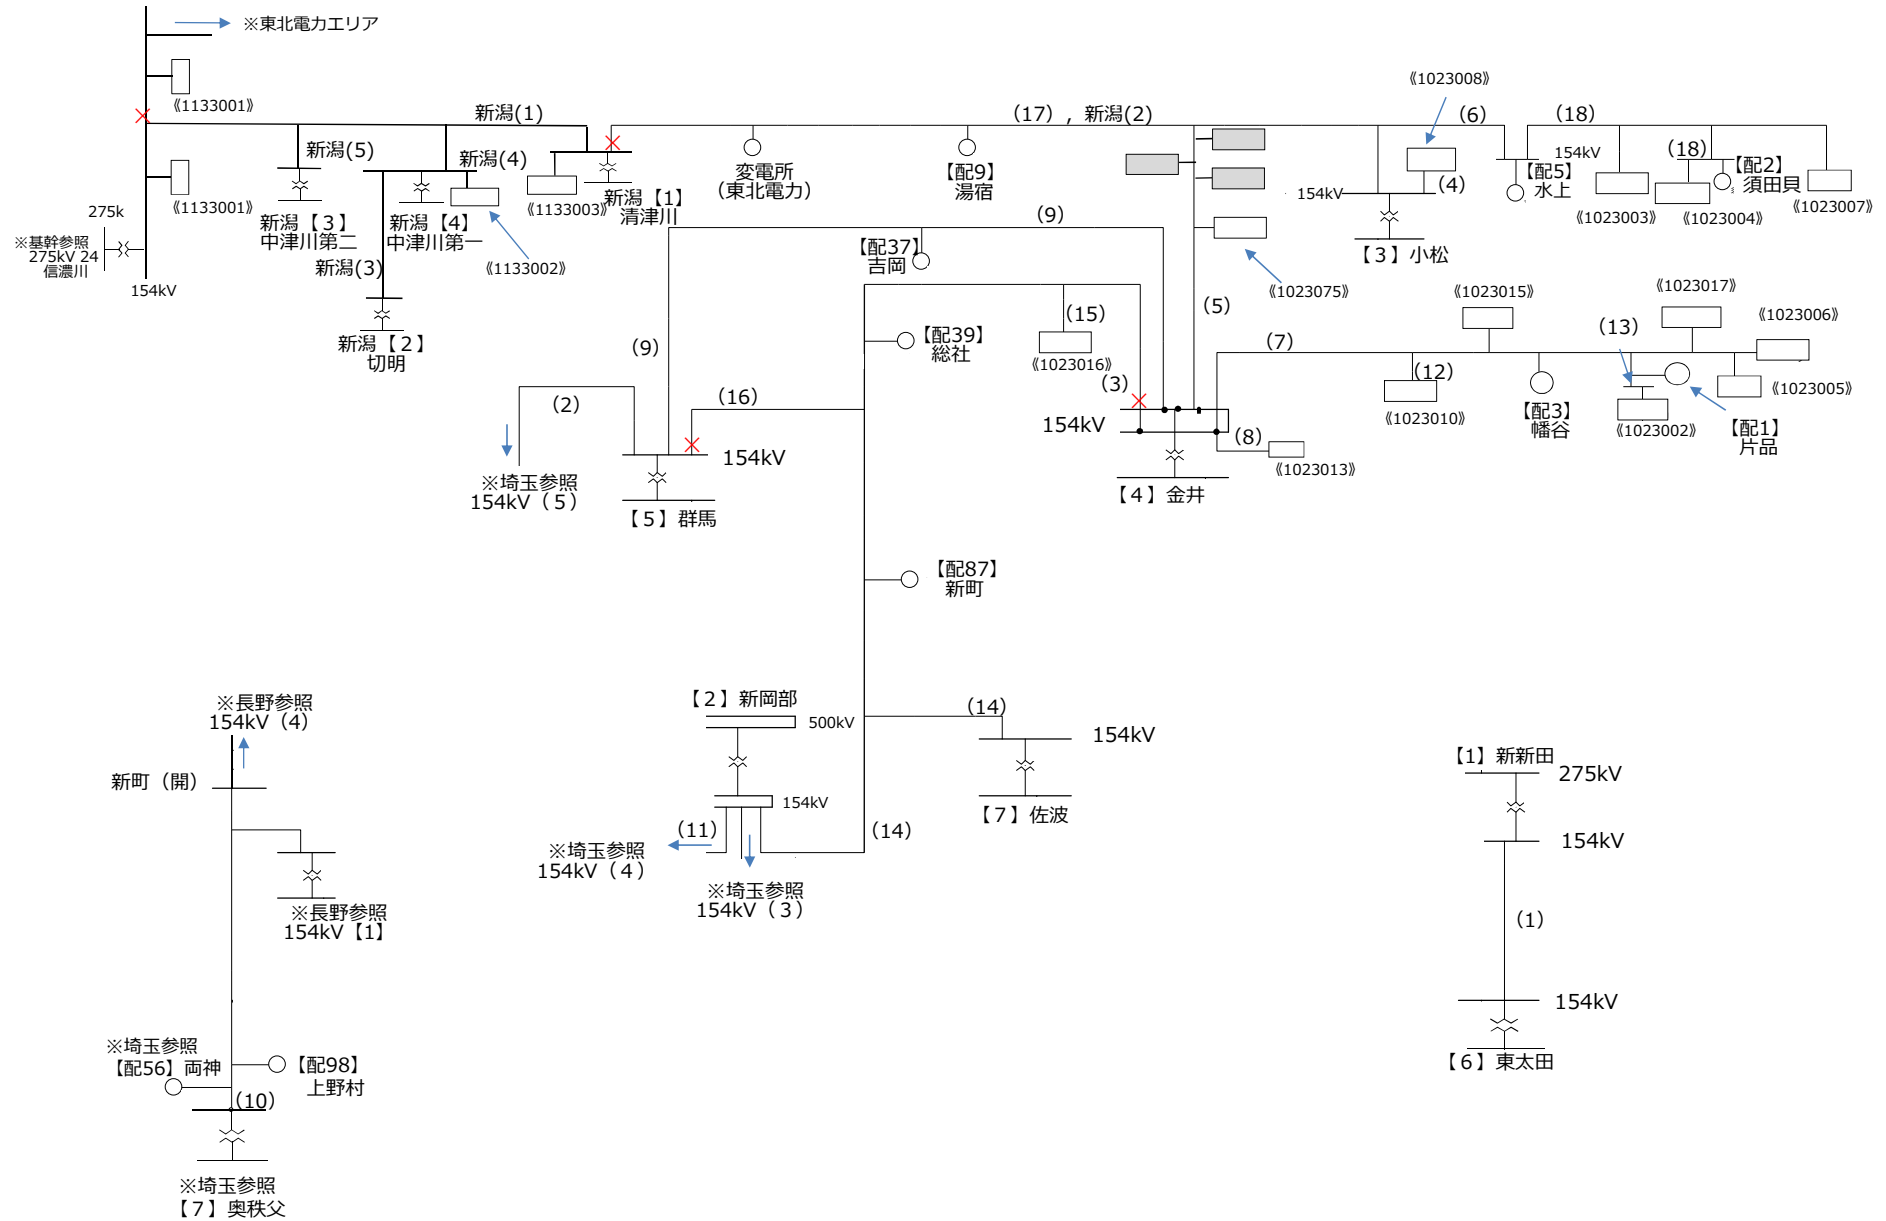 ※東北電力エリア
《1133001》
新潟(1)
新潟(5)
新潟(4)
《1133001》
275k
※基幹参照
275kV 24
信濃川
154kV
新潟【３】
中津川第二
新潟【4】
中津川第一
《1133002》
新潟(3)
新潟【２】
切明
《1133003》
新潟【1】
清津川
変電所
（東北電力）
（17），新潟(2)
【配9】
湯宿
《1023008》
（6）
（18）
154kV
（4）
【３】小松
154kV
【配5】
水上
（18）
【配2】
須田貝
《1023003》
《1023004》
《1023007》
（9）
【配37】
吉岡
（9）
《1023075》
（5）
（15）
【配39】
総社
《1023016》
（3）
（7）
《1023015》
《1023017》
《1023006》
（13）
《1023005》
（12）
《1023010》
【配3】
幡谷
《1023002》
【配1】
片品
（2）
（16）
154kV
（8）
《1023013》
【４】金井
※埼玉参照
154kV（５）
154kV
【５】群馬
【配87】
新町
【２】新岡部
500kV
154kV
（11）
※埼玉参照
154kV（４）
※埼玉参照
154kV（３）
（14）
（14）
154kV
【７】佐波
※長野参照
154kV（4）
新町（開）
※長野参照
154kV【1】
※埼玉参照
【配56】両神
【配98】
上野村
（10）
※埼玉参照
【７】奥秩父
【1】新新田
275kV
154kV
（1）
154kV
【６】東太田